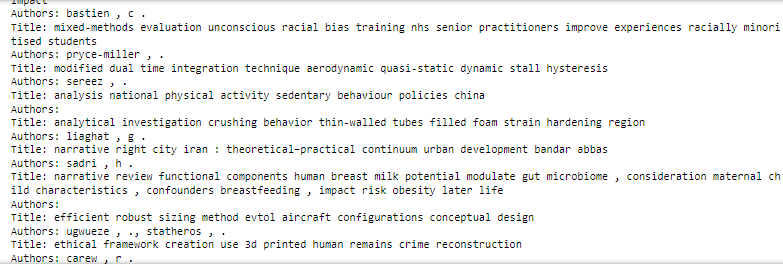 impact
Authors: bastien , c .
Title: mixed-methods evaluation unconscious racial bias training nhs senior practitioners improve experiences racially minori
tised students
Authors: pryce-miller , .
Title: modified dual time integration technique aerodynamic quasi-static dynamic stall hysteresis
Authors: sereez , .
Title: analysis national physical activity sedentary behaviour policies china
Authors:
Title: analytical investigation crushing behavior thin-walled tubes filled foam strain hardening region
Authors: liaghat , g .
Title: narrative right city iran : theoretical-practical continuum urban development bandar abbas
Authors: sadri , h .
Title: narrative review functional components human breast milk potential modulate gut microbiome , consideration maternal ch
ild characteristics , confounders breastfeeding , impact risk obesity later life
Authors:
Title: efficient robust sizing method evtol aircraft configurations conceptual design
Authors: ugwueze , ., statheros , .
Title: ethical framework creation use 3d printed human remains crime reconstruction
Authors: carew , r .